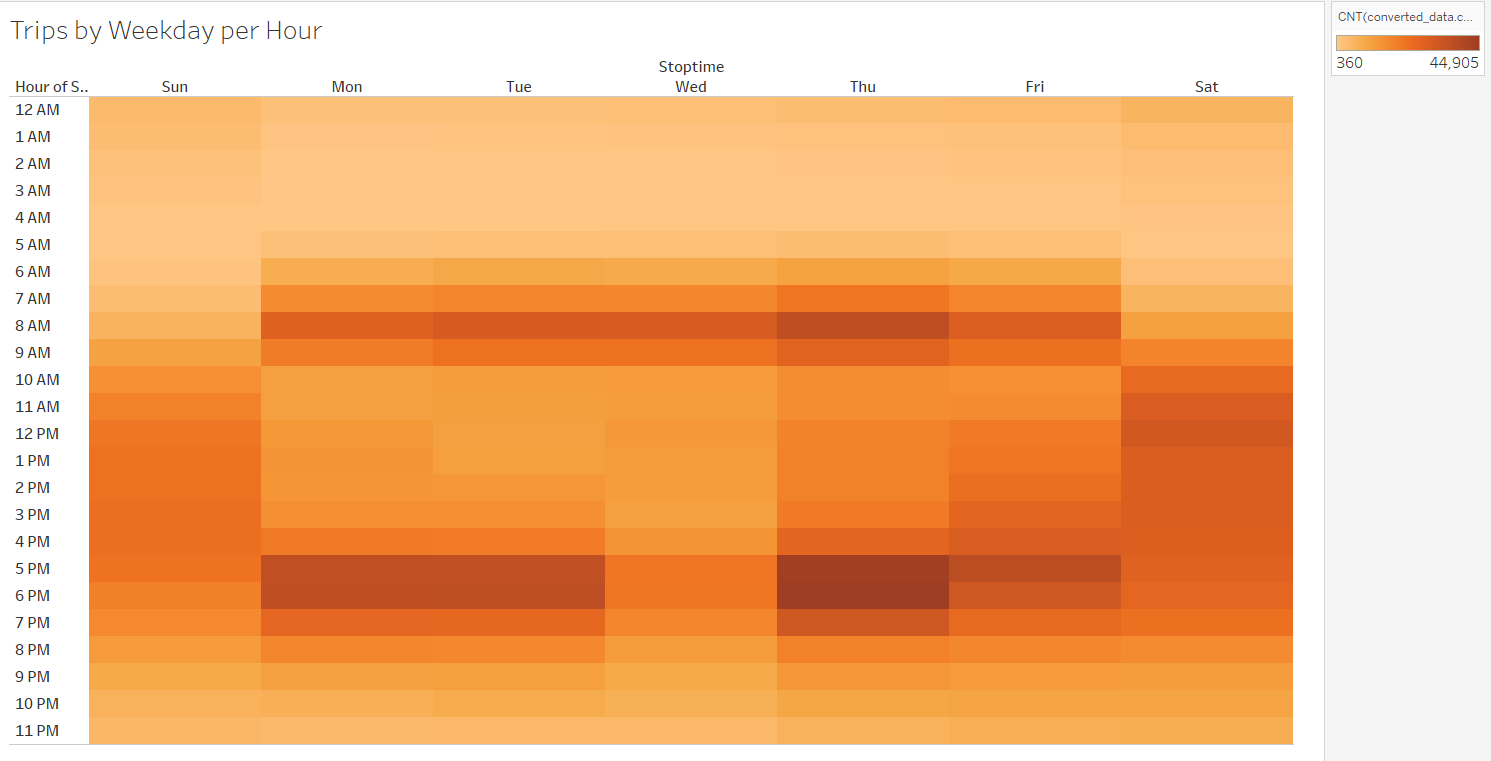 Trips by Weekday per Hour
Stoptime
Hour of S.. Sun Mon Tue Wed Thu Fri Sat
12 AM
1 AM
2 AM
3 AM
4 AM
5 AM
6 AM
7 AM
8 AM
9 AM
10 AM
11 AM
12 PM
1 PM
2 PM
3 PM
4 PM
5 PM
6 PM
7 PM
8 PM
9 PM
10 PM
11 PM
CNT(converted_data.c...
360 44,905